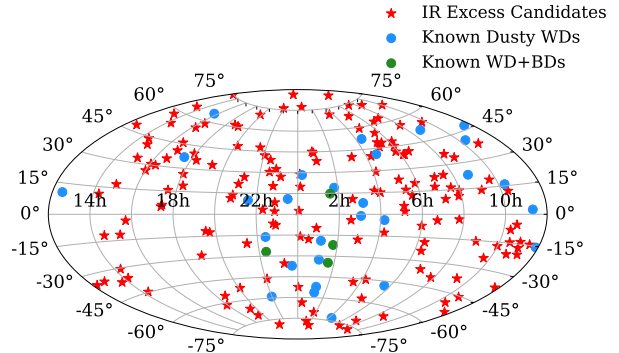 IR Excess Candidates
Known Dusty WDs
Known WD+BDs
75° 75°
60° 60°
45° 45°
30° 30°
15° 15°
14h 18h 22h 2h 6h 10h
0° 0°
-15° -15°
-30° -30°
-45° -45°
-60° -60°
-75° -75°